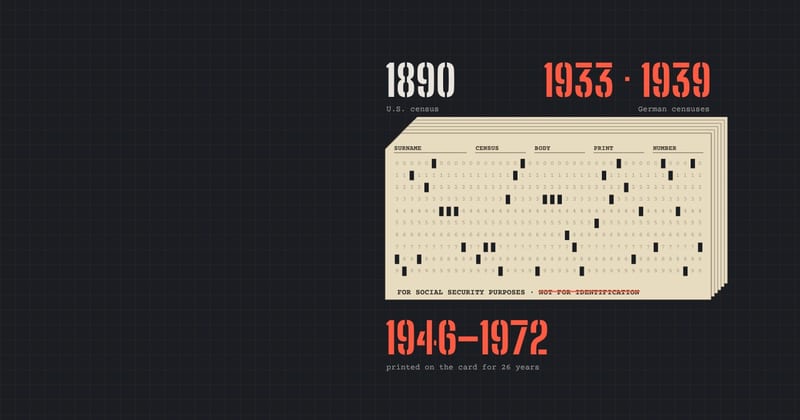 1890
1933 · 1939
U.S. census
German censuses
SURNAME CENSUS BODY PRINT NUMBER
FOR SOCIAL SECURITY PURPOSES · NOT FOR IDENTIFICATION
1946–1972
printed on the card for 26 years